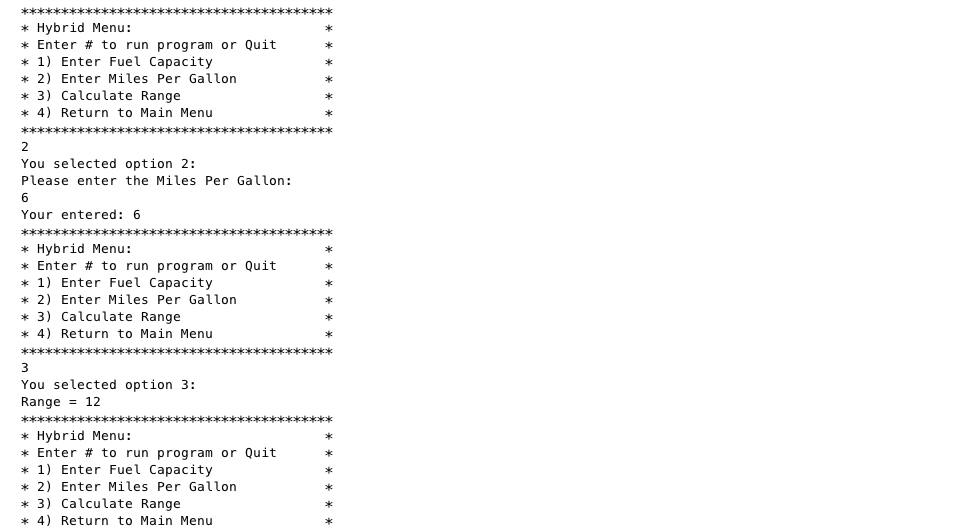 ***************************************
* Hybrid Menu:                        *
* Enter # to run program or Quit      *
* 1) Enter Fuel Capacity              *
* 2) Enter Miles Per Gallon           *
* 3) Calculate Range                  *
* 4) Return to Main Menu              *
***************************************
2
You selected option 2:
Please enter the Miles Per Gallon:
6
Your entered: 6
***************************************
* Hybrid Menu:                        *
* Enter # to run program or Quit      *
* 1) Enter Fuel Capacity              *
* 2) Enter Miles Per Gallon           *
* 3) Calculate Range                  *
* 4) Return to Main Menu              *
***************************************
3
You selected option 3:
Range = 12
***************************************
* Hybrid Menu:                        *
* Enter # to run program or Quit      *
* 1) Enter Fuel Capacity              *
* 2) Enter Miles Per Gallon           *
* 3) Calculate Range                  *
* 4) Return to Main Menu              *